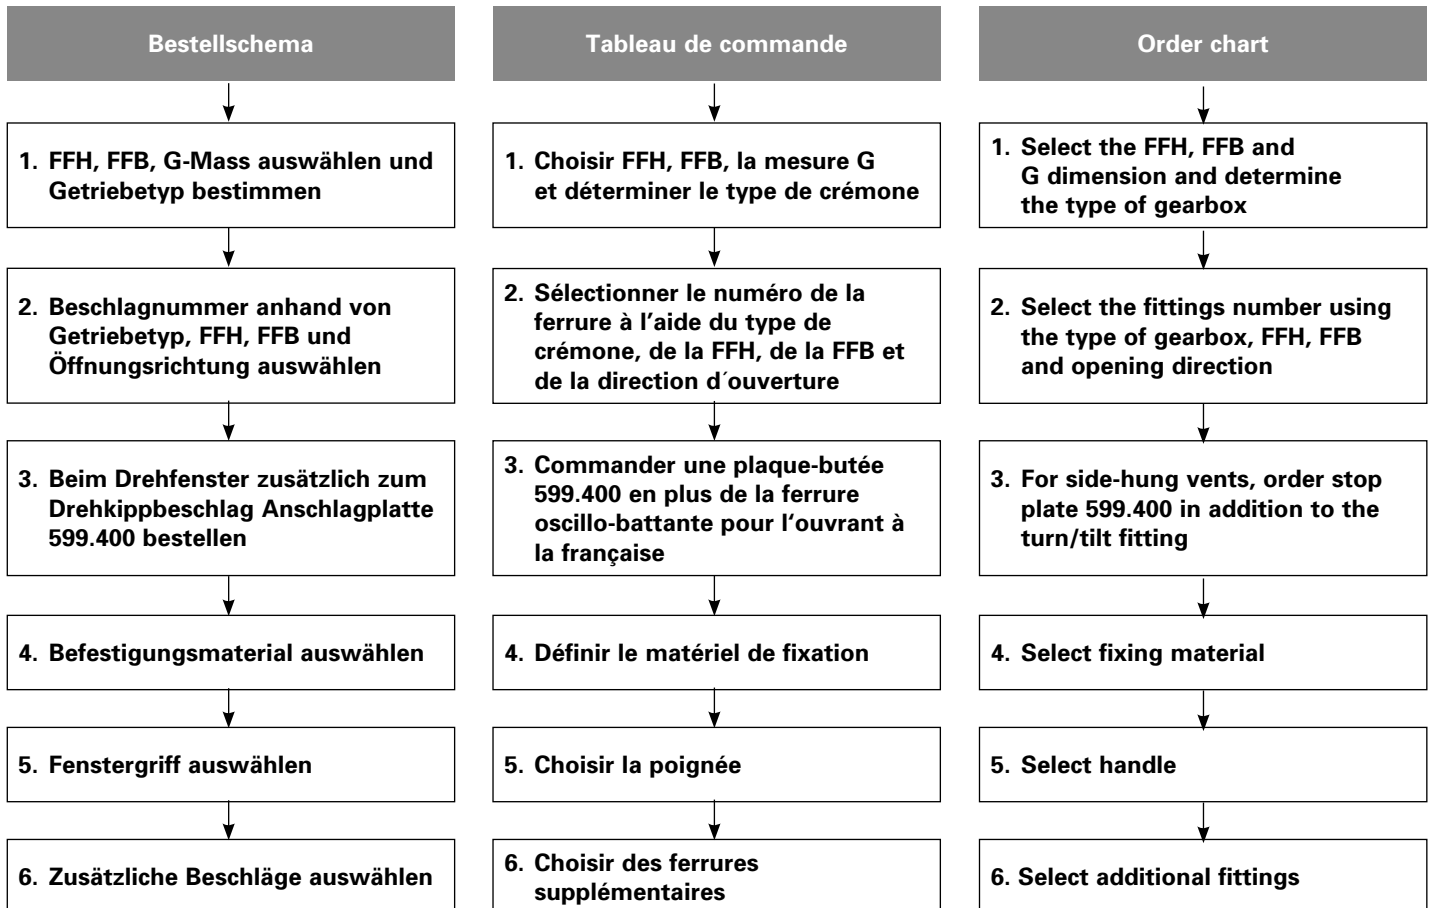 Bestellschema
1. FFH, FFB, G-Mass auswählen und
Getriebetyp bestimmen
2. Beschlagnummer anhand von
Getriebetyp, FFH, FFB und
Öffnungsrichtung auswählen
3. Beim Drehfenster zusätzlich zum
Drehkippbeschlag Anschlagplatte
599.400 bestellen
4. Befestigungsmaterial auswählen
5. Fenstergriff auswählen
6. Zusätzliche Beschläge auswählen
Tableau de commande
1. Choisir FFH, FFB, la mesure G
et déterminer le type de crémone
2. Sélectionner le numéro de la
ferrure à l’aide du type de
crémone, de la FFH, de la FFB et
de la direction d´ouverture
3. Commander une plaque-butée
599.400 en plus de la ferrure
oscillo-battante pour l‘ouvrant à
la française
4. Définir le matériel de fixation
5. Choisir la poignée
6. Choisir des ferrures
supplémentaires
Order chart
1. Select the FFH, FFB and
G dimension and determine
the type of gearbox
2. Select the fittings number using
the type of gearbox, FFH, FFB
and opening direction
3. For side-hung vents, order stop
plate 599.400 in addition to the
turn/tilt fitting
4. Select fixing material
5. Select handle
6. Select additional fittings